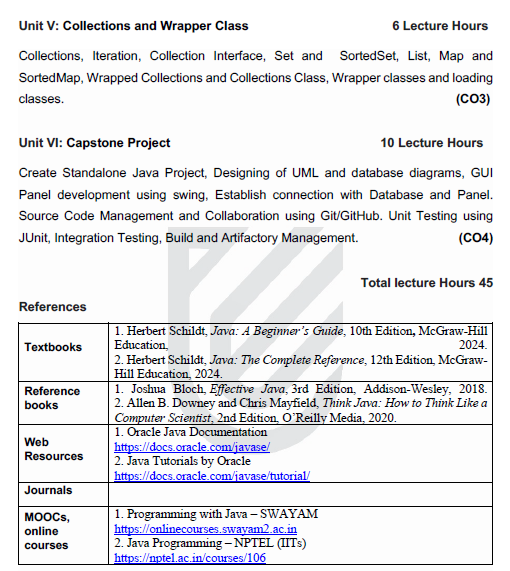 Unit V: Collections and Wrapper Class 6 Lecture Hours
Collections, Iteration, Collection Interface, Set and SortedSet, List, Map and
SortedMap, Wrapped Collections and Collections Class, Wrapper classes and loading
classes. (CO3)
Unit VI: Capstone Project 10 Lecture Hours
Create Standalone Java Project, Designing of UML and database diagrams, GUI
Panel development using swing, Establish connection with Database and Panel.
Source Code Management and Collaboration using Git/GitHub. Unit Testing using
JUnit, Integration Testing, Build and Artifactory Management. (CO4)
Total lecture Hours 45
References
Textbooks
1. Herbert Schildt, Java: A Beginner's Guide, 10th Edition, McGraw-Hill
Education, 2024.
2. Herbert Schildt, Java: The Complete Reference, 12th Edition, McGraw-
Hill Education, 2024.
Reference
books
1. Joshua Bloch, Effective Java, 3rd Edition, Addison-Wesley, 2018.
2. Allen B. Downey and Chris Mayfield, Think Java: How to Think Like a
Computer Scientist, 2nd Edition, O'Reilly Media, 2020.
Web
Resources
1. Oracle Java Documentation
https://docs.oracle.com/javase/
2. Java Tutorials by Oracle
https://docs.oracle.com/javase/tutorial/
Journals
MOOCs,
online
courses
1. Programming with Java – SWAYAM
https://onlinecourses.swayam2.ac.in
2. Java Programming – NPTEL (IITs)
https://nptel.ac.in/courses/106